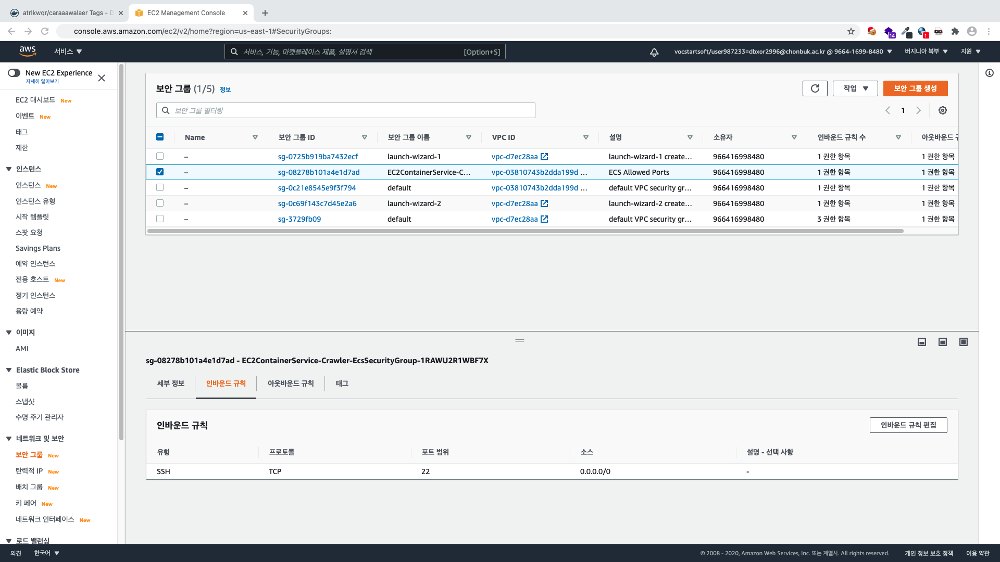 atrlkwqr/caraaawalaer Tags - D
EC2 Management Console
console.aws.amazon.com/ec2/v2/home?region=us-east-1#SecurityGroups:
14
1
aws
서비스
서비스, 기능, 마켓플레이스 제품, 설명서 검색
[Option+S]
vocstartsoft/user987233=dbxor2996@chonbuk.ac.kr @ 9664-1699-8480
버지니아 북부
지원
New EC2 Experience
자세히 알아보기
EC2 대시보드 New
이벤트 New
태그
제한
인스턴스
인스턴스 New
인스턴스 유형
시작 템플릿
스팟 요청
Savings Plans
예약 인스턴스
전용 호스트 New
정기 인스턴스
용량 예약
이미지
AMI
Elastic Block Store
볼륨
스냅샷
수명 주기 관리자
네트워크 및 보안
보안 그룹 New
탄력적 IP New
배치 그룹 New
키 페어 New
네트워크 인터페이스 New
로드 밸런싱
보안 그룹 (1/5) 정보
작업
보안 그룹 생성
보안 그룹 필터링
1
Name 보안 그룹 ID 보안 그룹 이름 VPC ID 설명 소유자 인바운드 규칙 수 아웃바운드 규
– sg-0725b919ba7432ecf launch-wizard-1 vpc-d7ec28aa launch-wizard-1 create... 966416998480 1 권한 항목 1 권한 항목
– sg-08278b101a4e1d7ad EC2ContainerService-C... vpc-03810743b2dda199d ... ECS Allowed Ports 966416998480 1 권한 항목 1 권한 항목
– sg-0c21e8545e9f3f794 default vpc-03810743b2dda199d ... default VPC security gr... 966416998480 1 권한 항목 1 권한 항목
– sg-0c69f143c7d45e2a6 launch-wizard-2 vpc-d7ec28aa launch-wizard-2 create... 966416998480 1 권한 항목 1 권한 항목
– sg-3729fb09 default vpc-d7ec28aa default VPC security gr... 966416998480 3 권한 항목 1 권한 항목
sg-08278b101a4e1d7ad - EC2ContainerService-Crawler-EcsSecurityGroup-1RAWU2R1WBF7X
세부 정보 인바운드 규칙 아웃바운드 규칙 태그
인바운드 규칙
인바운드 규칙 편집
유형 프로토콜 포트 범위 소스 설명 - 선택 사항
SSH TCP 22 0.0.0.0/0 -
의견
한국어
© 2008 - 2020, Amazon Web Services, Inc. 또는 계열사. All rights reserved.
개인 정보 보호 정책
이용 약관